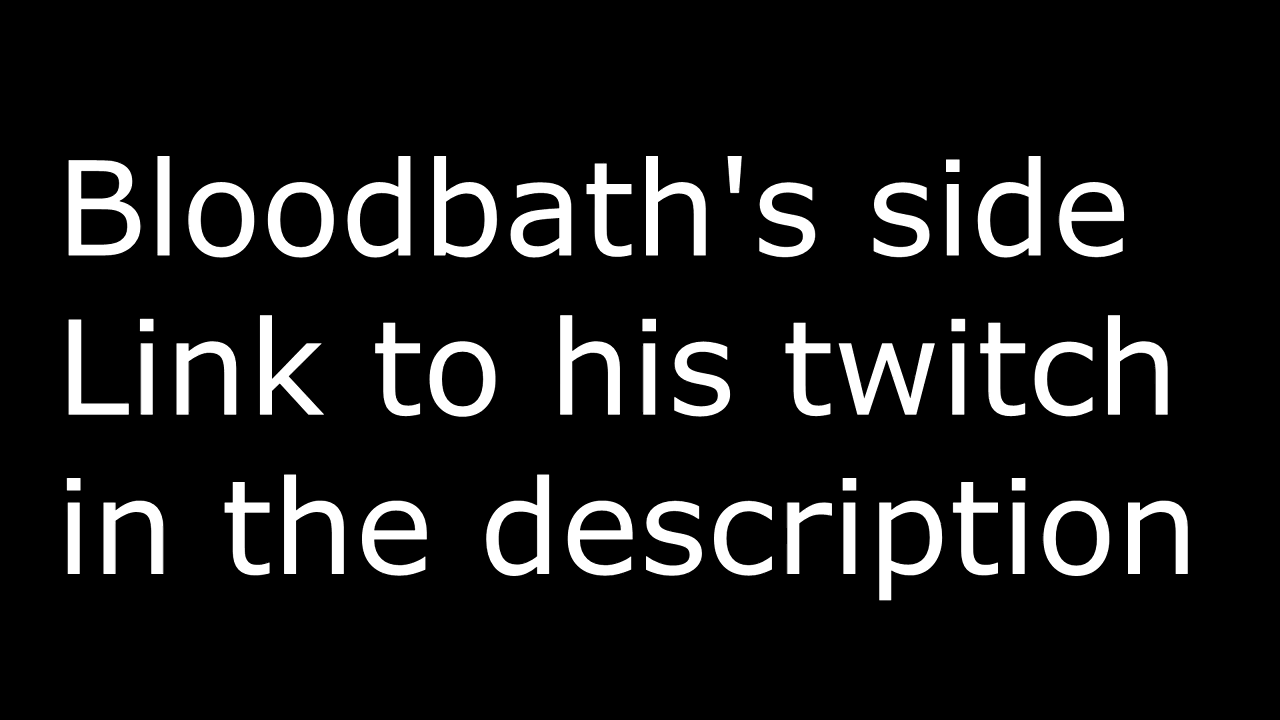 Bloodbath's side
Link to his twitch
in the description